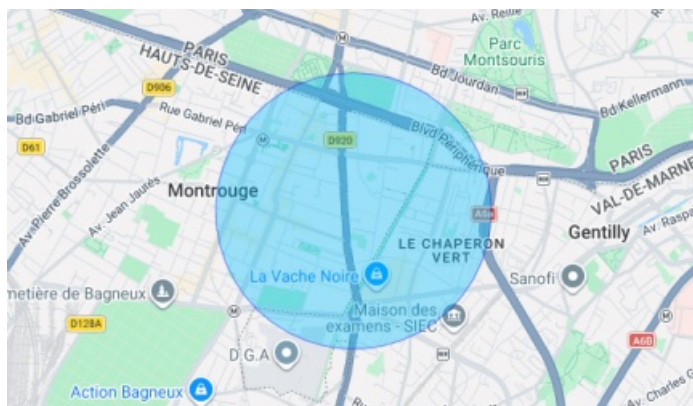 Av. Reille
PARIS
HAUTS-DE-SEINE
M
Parc
Montsouris
Bd Jourdan
D906
Bd Kellermann
Rue Gabriel Péri
Bd Gabriel Péri
M
D920
Blvd Périphérique
D61
PARIS
VAL-DE-MARNE
Av. Pierre Brossolette
Av. Jean Jaurès
Montrouge
A6a
Gentilly
Av. Raspa
LE CHAPERON
VERT
La Vache Noire
Sanofi
metière de Bagneux
M
Maison des
examens - SIEC
M
D128A
A6B
DGA
Action Bagneux
Av. Charles G